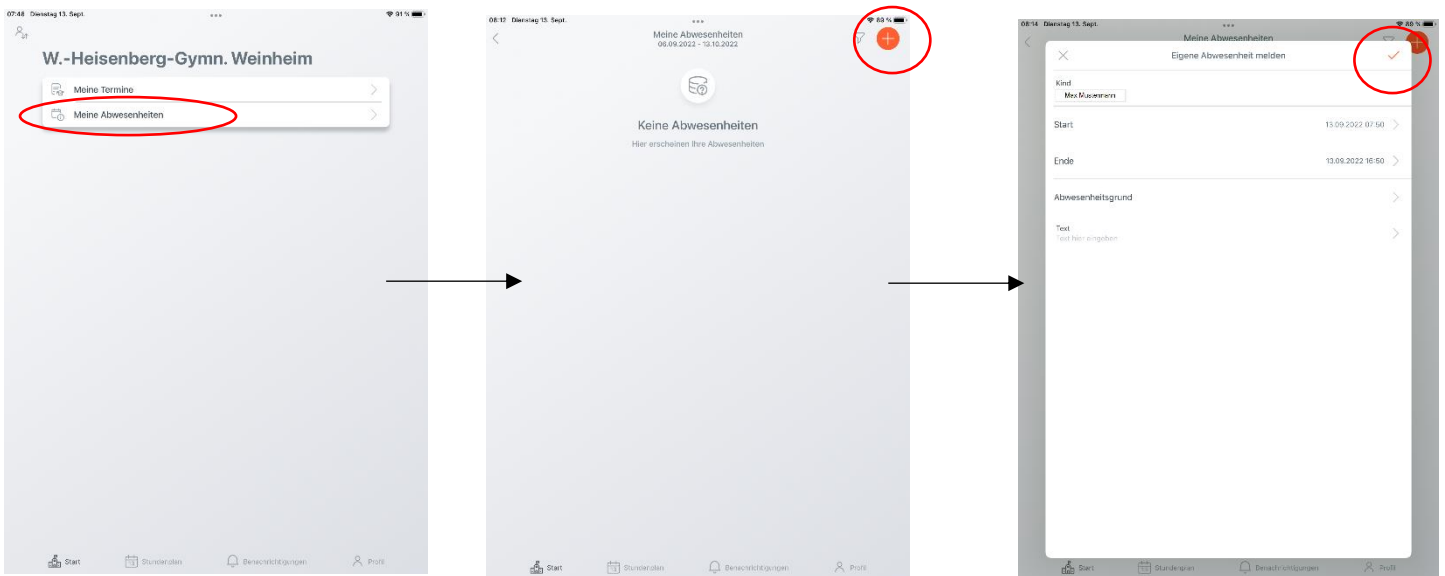 07:48 Dienstag 13. Sept.
91 %
W.-Heisenberg-Gymn. Weinheim
Meine Termine
Meine Abwesenheiten
Start
Stundenplan
Benachrichtigungen
Profil
08:12 Dienstag 13. Sept.
89 %
Meine Abwesenheiten
06.09.2022 - 13.10.2022
Keine Abwesenheiten
Hier erscheinen Ihre Abwesenheiten
Start
Stundenplan
Benachrichtigungen
Profil
08:14 Dienstag 13. Sept.
89 %
Meine Abwesenheiten
Eigene Abwesenheit melden
Kind
Max Mustermann
Start 13.09.2022 07:50
Ende 13.09.2022 16:50
Abwesenheitsgrund
Text
Text hier eingeben
Start
Stundenplan
Benachrichtigungen
Profil